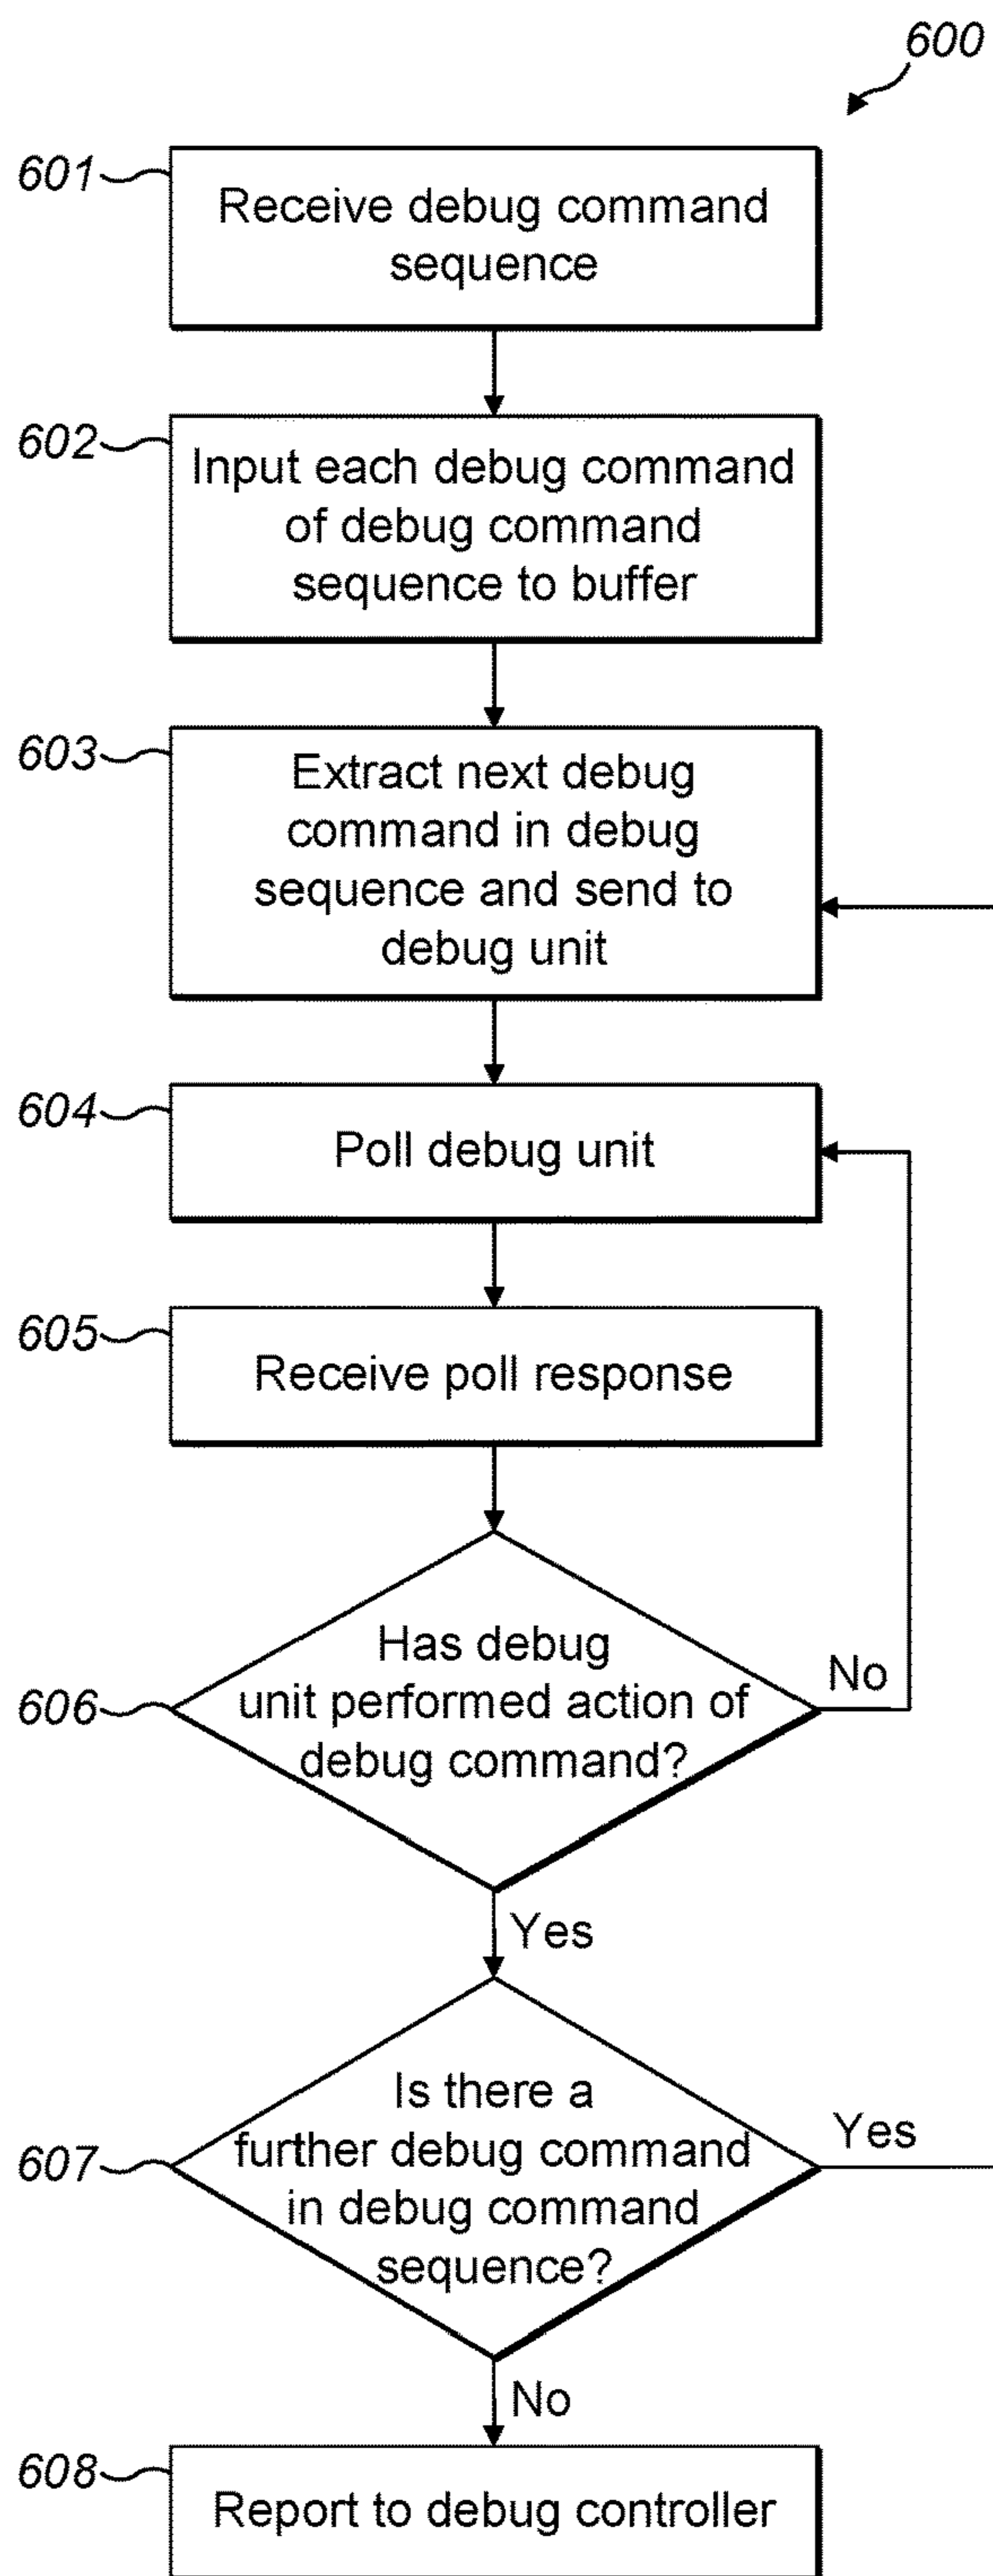 600
601
Receive debug command
sequence
602
Input each debug command
of debug command
sequence to buffer
603
Extract next debug
command in debug
sequence and send to
debug unit
604
Poll debug unit
605
Receive poll response
606
Has debug
unit performed action of
debug command?
No
Yes
607
Is there a
further debug command
in debug command
sequence?
Yes
No
608
Report to debug controller